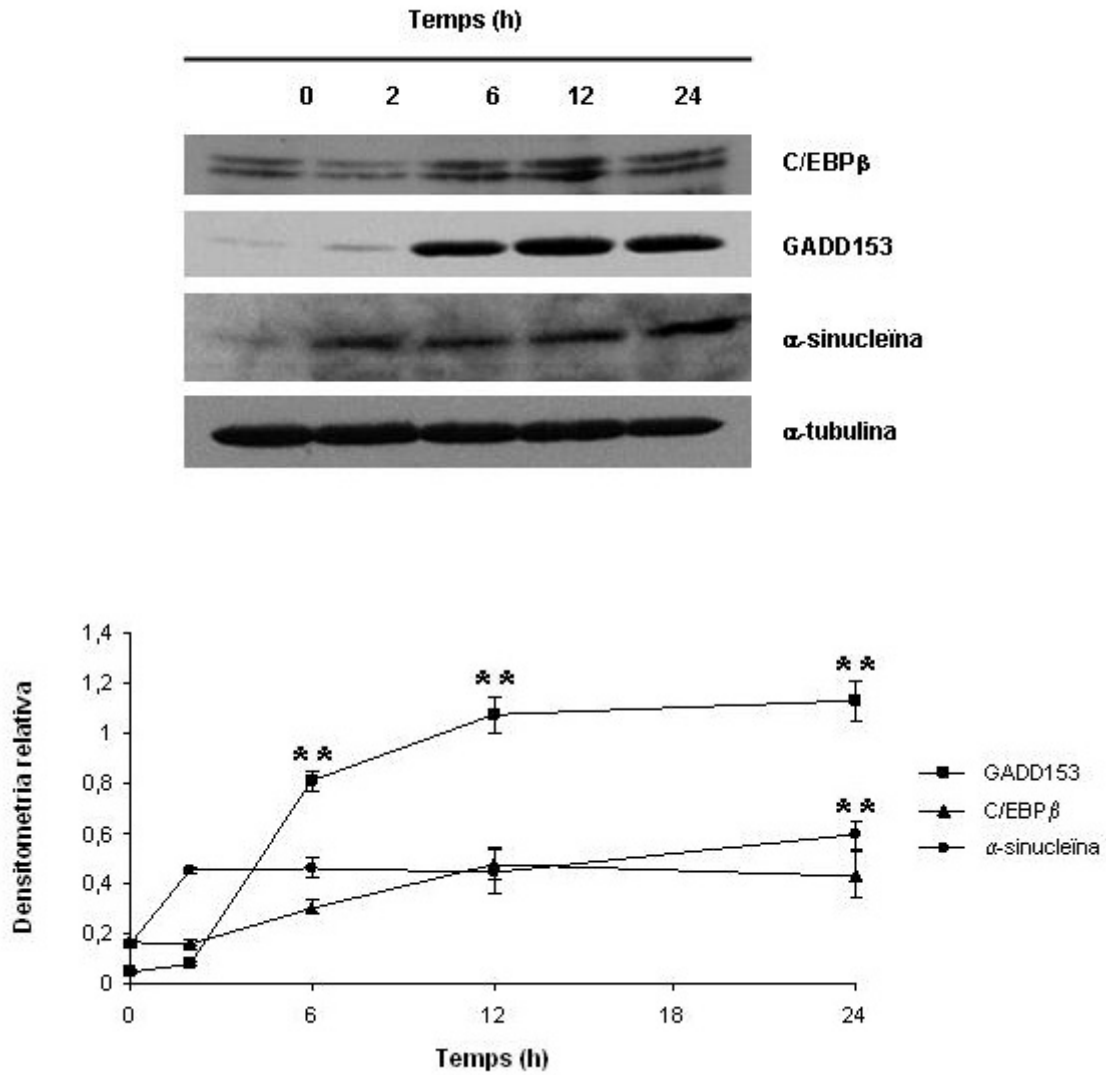 Temps (h)
0 2 6 12 24
C/EBPβ
GADD153
α-sinucleïna
α-tubulina
Densitometria relativa
1,4
1,2
1
0,8
0,6
0,4
0,2
0
** ** **
**
0 6 12 18 24
Temps (h)
GADD153
C/EBPβ
α-sinucleïna